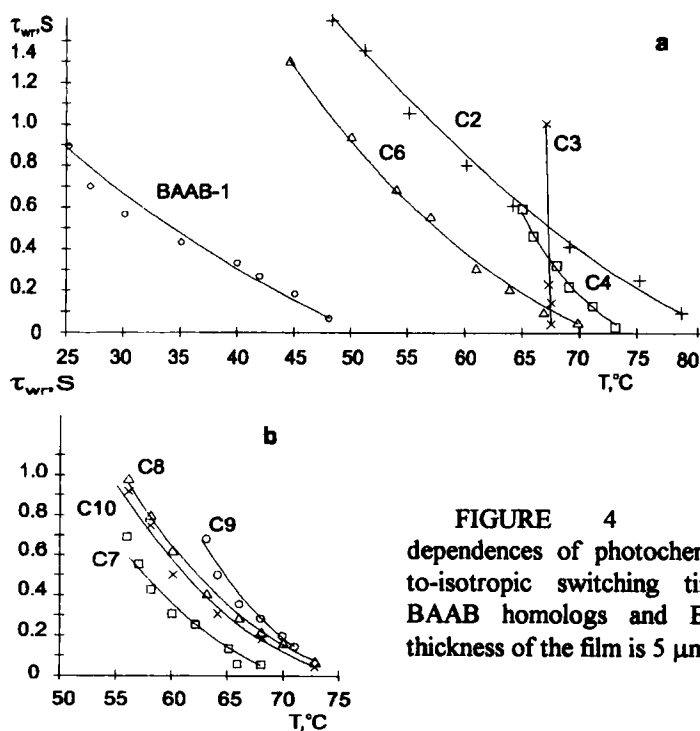 τwr,S
a
1.4
1.2
1.0
0.8
0.6
0.4
0.2
0
C2
C3
C6
BAAB-1
C4
25 30 35 40 45 50 55 60 65 70 75 80
T,°C
τwr,S
b
1.0
0.8
0.6
0.4
0.2
0
C8
C10
C9
C7
50 55 60 65 70 75
T,°C
FIGURE 4
dependences of photocher
to-isotropic switching ti
BAAB homologs and E
thickness of the film is 5 μm